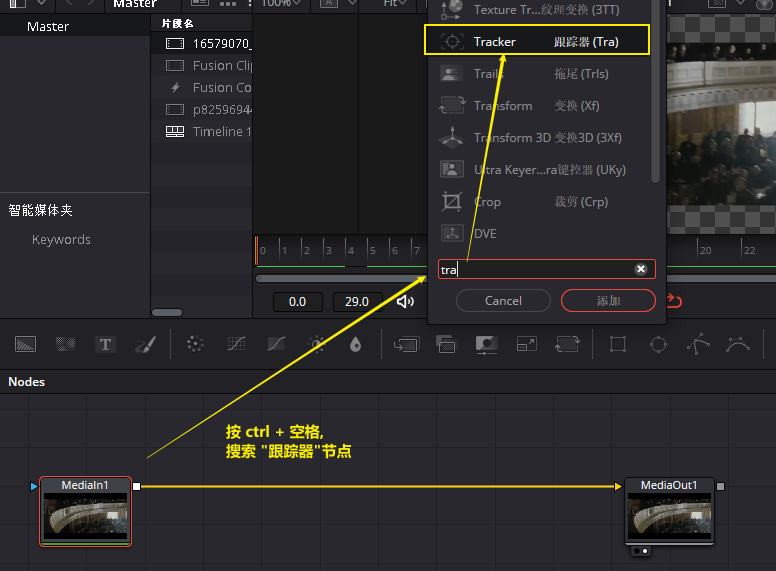 Master
100%
Fit
Master
片段名
16579070_
Fusion Clip
Fusion Co
p8259694
Timeline 1
智能媒体夹
Keywords
Texture Tr...纹理变换 (3TT)
Tracker 跟踪器 (Tra)
Trails 拖尾 (Trls)
Transform 变换 (Xf)
Transform 3D 变换3D (3Xf)
Ultra Keyer...ra键控器 (UKy)
Crop 裁剪 (Crp)
DVE
tra
Cancel 添加
0 1 2 3 4 5 6 7 20 22
0.0 29.0
T
Nodes
按 ctrl + 空格,
搜索 "跟踪器"节点
MediaIn1
MediaOut1